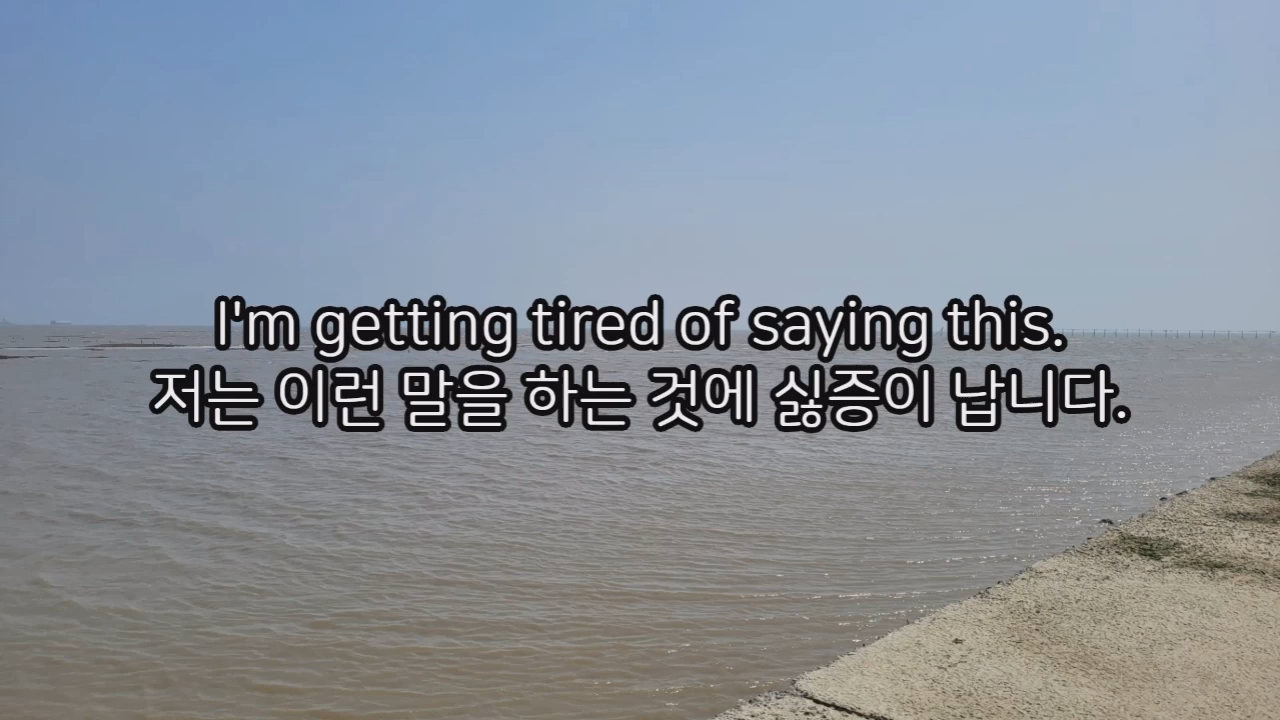 I'm getting tired of saying this.
저는 이런 말을 하는 것에 싫증이 납니다.